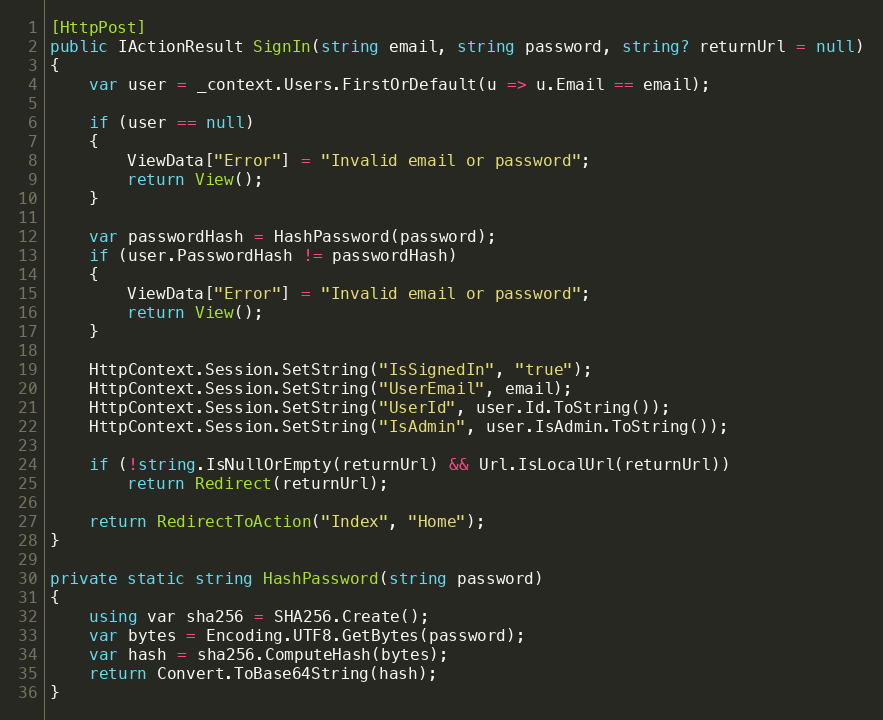 1 [HttpPost]
2 public IActionResult SignIn(string email, string password, string? returnUrl = null)
3 {
4     var user = _context.Users.FirstOrDefault(u => u.Email == email);
5
6     if (user == null)
7     {
8         ViewData["Error"] = "Invalid email or password";
9         return View();
10     }
11
12     var passwordHash = HashPassword(password);
13     if (user.PasswordHash != passwordHash)
14     {
15         ViewData["Error"] = "Invalid email or password";
16         return View();
17     }
18
19     HttpContext.Session.SetString("IsSignedIn", "true");
20     HttpContext.Session.SetString("UserEmail", email);
21     HttpContext.Session.SetString("UserId", user.Id.ToString());
22     HttpContext.Session.SetString("IsAdmin", user.IsAdmin.ToString());
23
24     if (!string.IsNullOrEmpty(returnUrl) && Url.IsLocalUrl(returnUrl))
25         return Redirect(returnUrl);
26
27     return RedirectToAction("Index", "Home");
28 }
29
30 private static string HashPassword(string password)
31 {
32     using var sha256 = SHA256.Create();
33     var bytes = Encoding.UTF8.GetBytes(password);
34     var hash = sha256.ComputeHash(bytes);
35     return Convert.ToBase64String(hash);
36 }